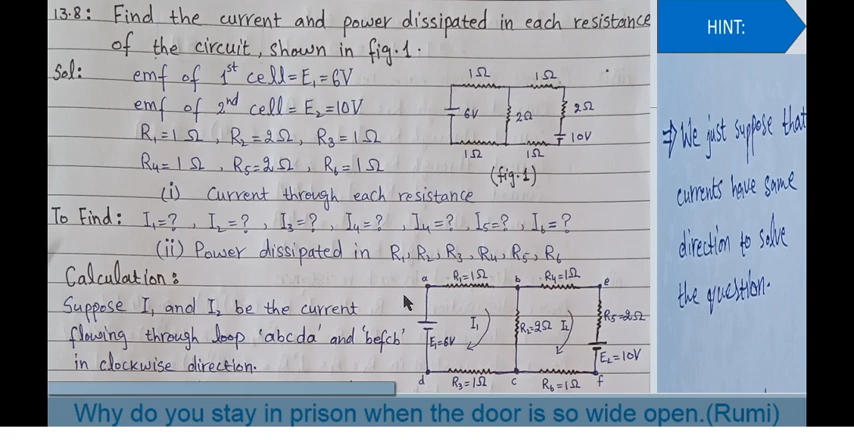 13.8: Find the current and power dissipated in each resistance
of the circuit, shown in fig.1.
Sol: emf of 1st cell = E₁=6V
emf of 2nd cell = E₂=10V
R₁=1Ω, R₂=2Ω, R₃=1Ω
R₄=1Ω, R₅=2Ω, R₆=1Ω
(i) Current through each resistance
To Find: I₁=?, I₂=?, I₃=?, I₄=?, I₄=?, I₅=?, I₆=?
(ii) Power dissipated in R₁, R₂, R₃, R₄, R₅, R₆
Calculation:
Suppose I₁ and I₂ be the current
flowing through loop 'abcda' and 'befcb'
in clockwise direction.
1Ω 1Ω
6V 2Ω 2Ω
10V
1Ω 1Ω
(fig.1)
a R₁=1Ω b R₄=1Ω e
E₁=6V I₁ R₂=2Ω I₂ R₅=2Ω
E₂=10V
d R₃=1Ω c R₆=1Ω f
HINT:
⇒ We just suppose that
currents have same
direction to solve
the question.
Why do you stay in prison when the door is so wide open.(Rumi)